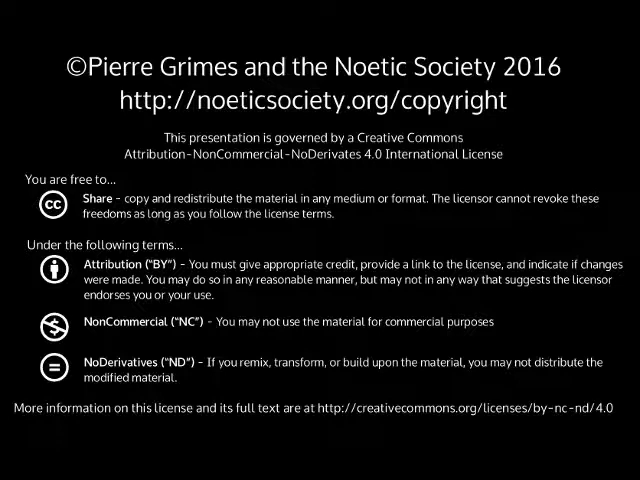 ©Pierre Grimes and the Noetic Society 2016
http://noeticsociety.org/copyright
This presentation is governed by a Creative Commons
Attribution-NonCommercial-NoDerivates 4.0 International License
You are free to...
cc
Share - copy and redistribute the material in any medium or format. The licensor cannot revoke these
freedoms as long as you follow the license terms.
Under the following terms...
Attribution ("BY") - You must give appropriate credit, provide a link to the license, and indicate if changes
were made. You may do so in any reasonable manner, but may not in any way that suggests the licensor
endorses you or your use.
NonCommercial ("NC") - You may not use the material for commercial purposes
NoDerivatives ("ND") - If you remix, transform, or build upon the material, you may not distribute the
modified material.
More information on this license and its full text are at http://creativecommons.org/licenses/by-nc-nd/4.0